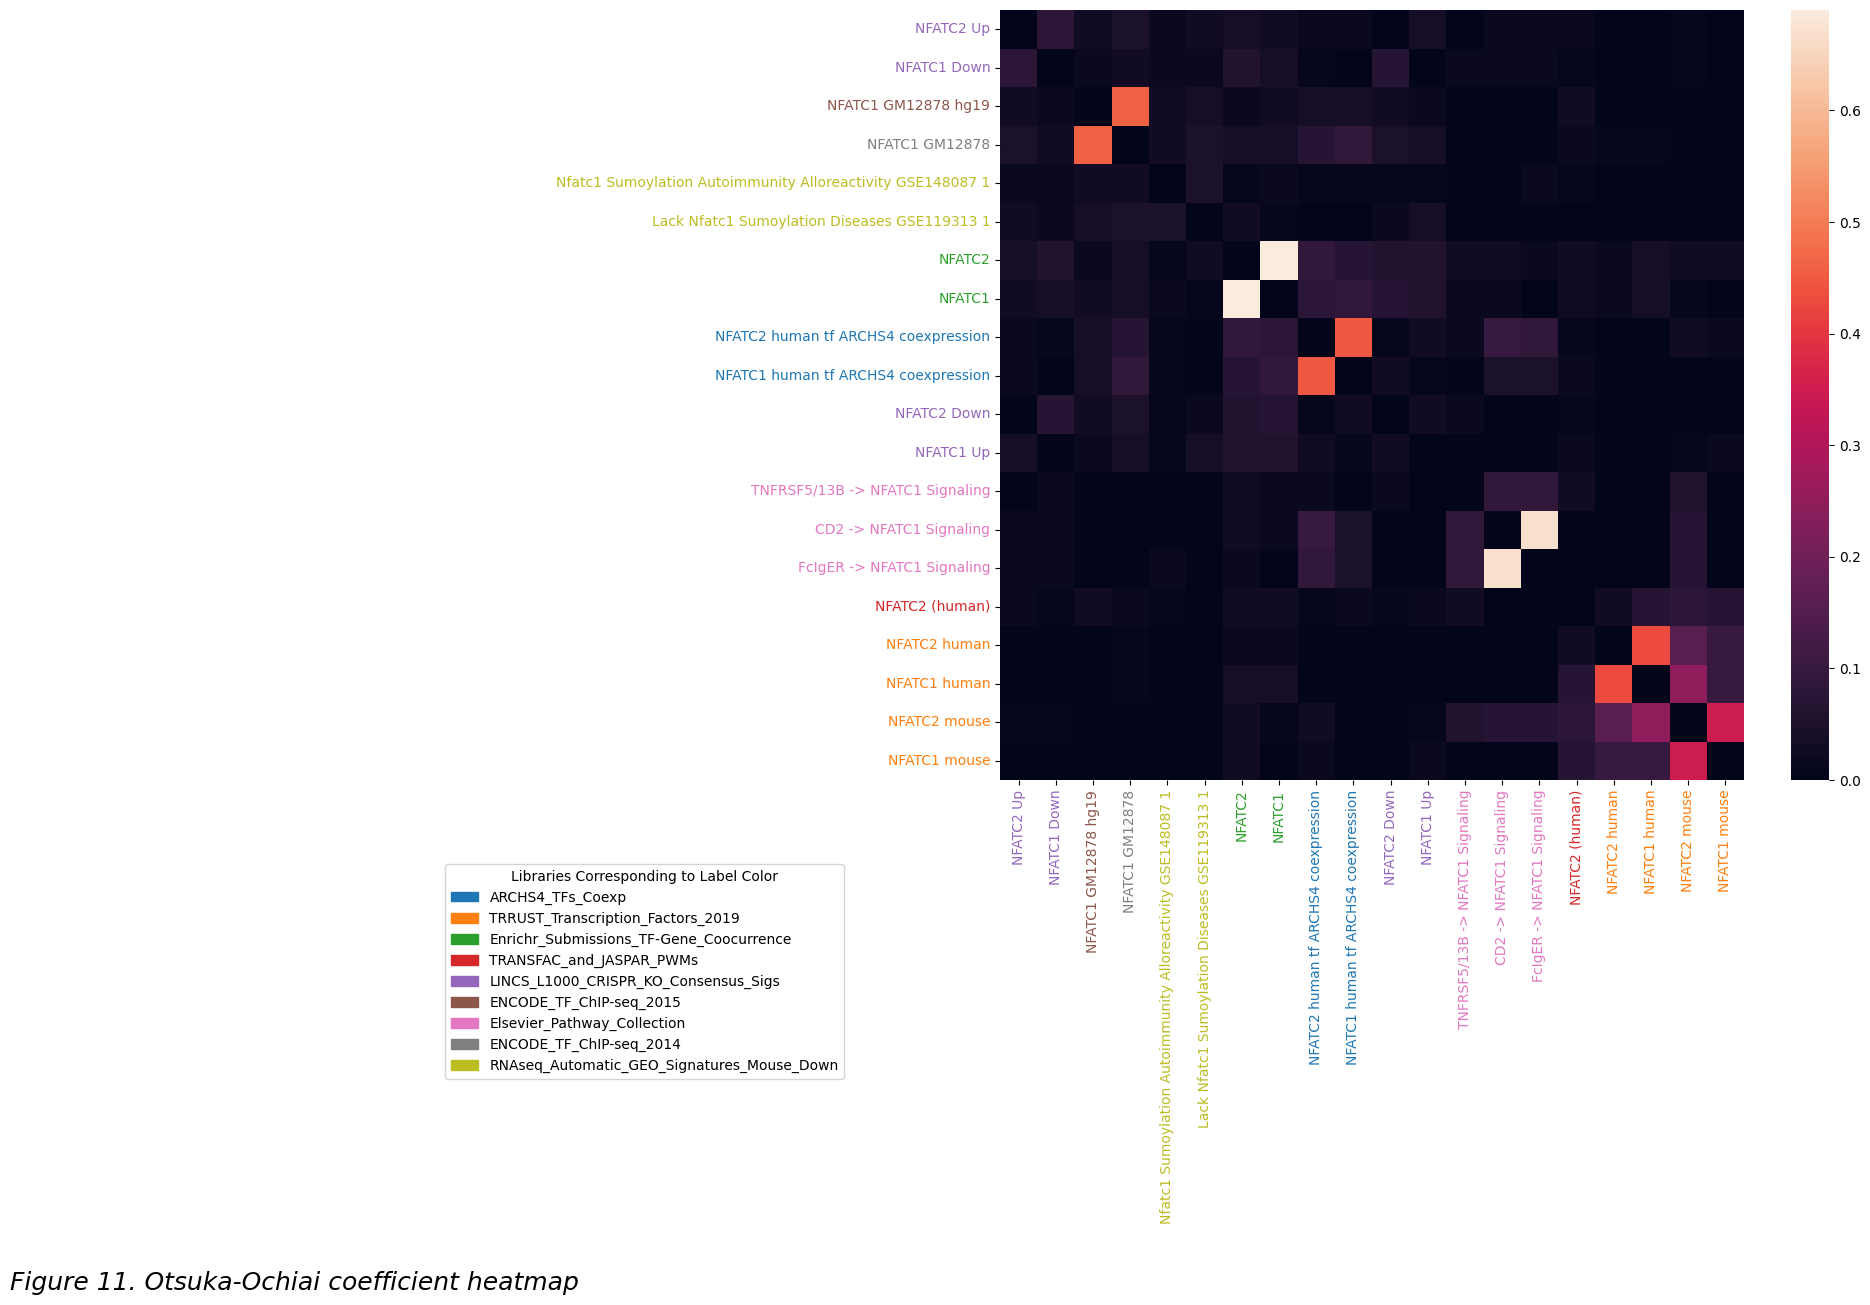 NFATC2 Up
NFATC1 Down
NFATC1 GM12878 hg19
NFATC1 GM12878
Nfatc1 Sumoylation Autoimmunity Alloreactivity GSE148087 1
Lack Nfatc1 Sumoylation Diseases GSE119313 1
NFATC2
NFATC1
NFATC2 human tf ARCHS4 coexpression
NFATC1 human tf ARCHS4 coexpression
NFATC2 Down
NFATC1 Up
TNFRSF5/13B -> NFATC1 Signaling
CD2 -> NFATC1 Signaling
FcIgER -> NFATC1 Signaling
NFATC2 (human)
NFATC2 human
NFATC1 human
NFATC2 mouse
NFATC1 mouse
0.6
0.5
0.4
0.3
0.2
0.1
0.0
NFATC2 Up
NFATC1 Down
NFATC1 GM12878 hg19
NFATC1 GM12878
Nfatc1 Sumoylation Autoimmunity Alloreactivity GSE148087 1
Lack Nfatc1 Sumoylation Diseases GSE119313 1
NFATC2
NFATC1
NFATC2 human tf ARCHS4 coexpression
NFATC1 human tf ARCHS4 coexpression
NFATC2 Down
NFATC1 Up
TNFRSF5/13B -> NFATC1 Signaling
CD2 -> NFATC1 Signaling
FcIgER -> NFATC1 Signaling
NFATC2 (human)
NFATC2 human
NFATC1 human
NFATC2 mouse
NFATC1 mouse
Libraries Corresponding to Label Color
ARCHS4_TFs_Coexp
TRRUST_Transcription_Factors_2019
Enrichr_Submissions_TF-Gene_Coocurrence
TRANSFAC_and_JASPAR_PWMs
LINCS_L1000_CRISPR_KO_Consensus_Sigs
ENCODE_TF_ChIP-seq_2015
Elsevier_Pathway_Collection
ENCODE_TF_ChIP-seq_2014
RNAseq_Automatic_GEO_Signatures_Mouse_Down
Figure 11. Otsuka-Ochiai coefficient heatmap